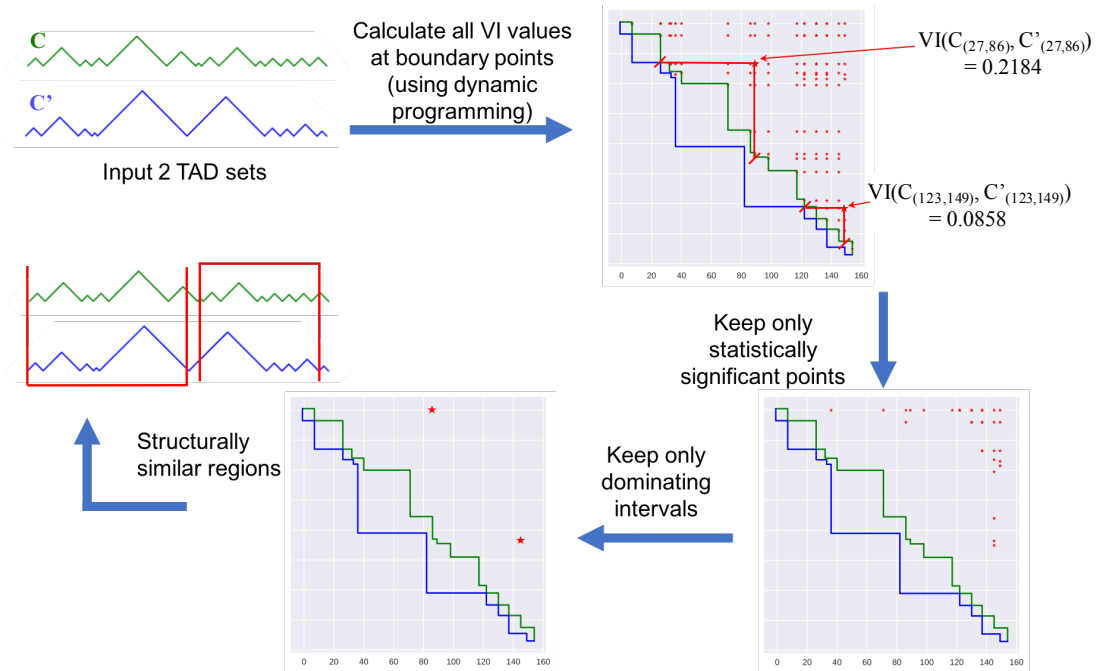 C
C'
Input 2 TAD sets
Calculate all VI values
at boundary points
(using dynamic
programming)
VI(C(27,86), C'(27,86))
= 0.2184
VI(C(123,149), C'(123,149))
= 0.0858
0 20 40 60 80 100 120 140 160
Keep only
statistically
significant points
0 20 40 60 80 100 120 140 160
Keep only
dominating
intervals
0 20 40 60 80 100 120 140 160
Structurally
similar regions